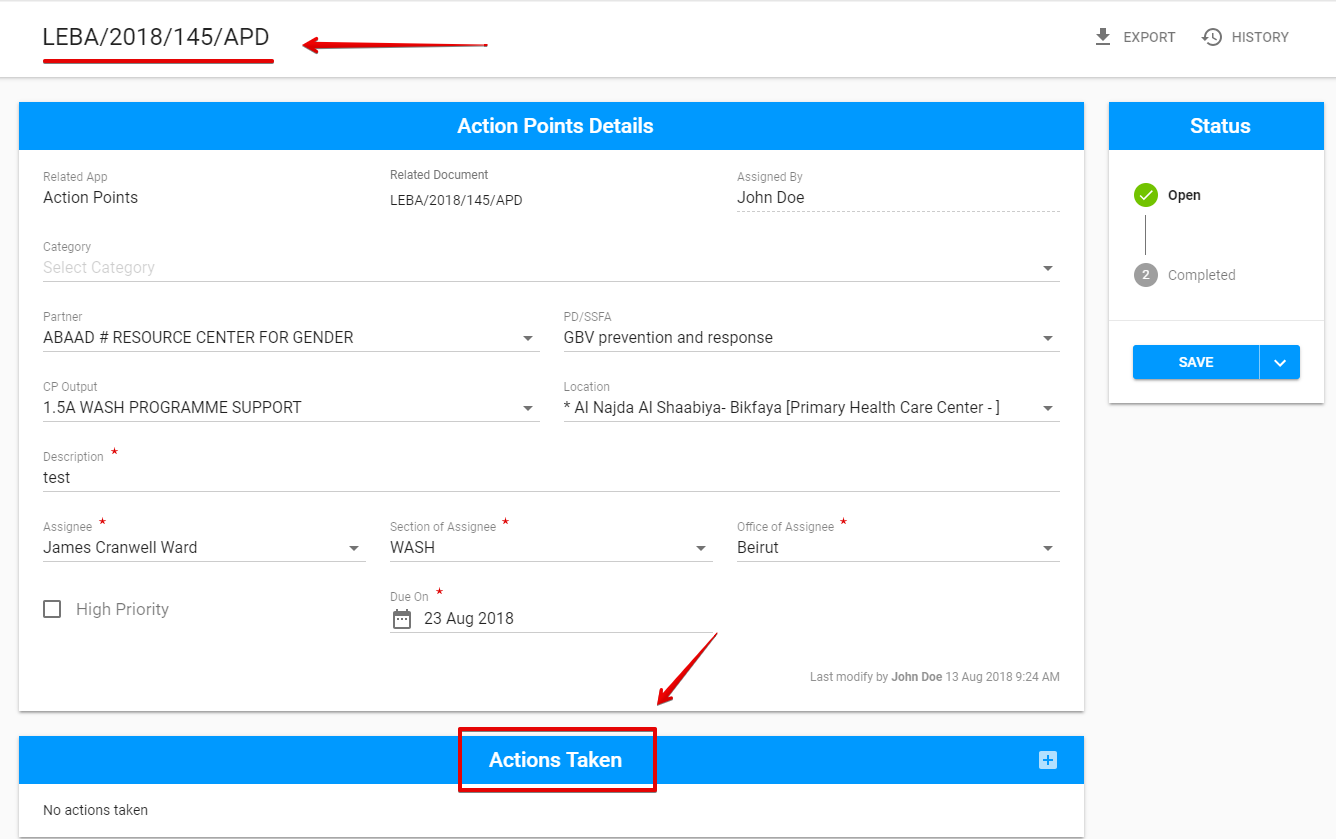 LEBA/2018/145/APD
EXPORT HISTORY
Action Points Details
Status
Related App Related Document Assigned By
Action Points LEBA/2018/145/APD John Doe
Open
Category
Select Category
2 Completed
Partner PD/SSFA
ABAAD # RESOURCE CENTER FOR GENDER GBV prevention and response
SAVE
CP Output Location
1.5A WASH PROGRAMME SUPPORT * Al Najda Al Shaabiya- Bikfaya [Primary Health Care Center - ]
Description *
test
Assignee * Section of Assignee * Office of Assignee *
James Cranwell Ward WASH Beirut
High Priority
Due On *
23 Aug 2018
Last modify by John Doe 13 Aug 2018 9:24 AM
Actions Taken
No actions taken